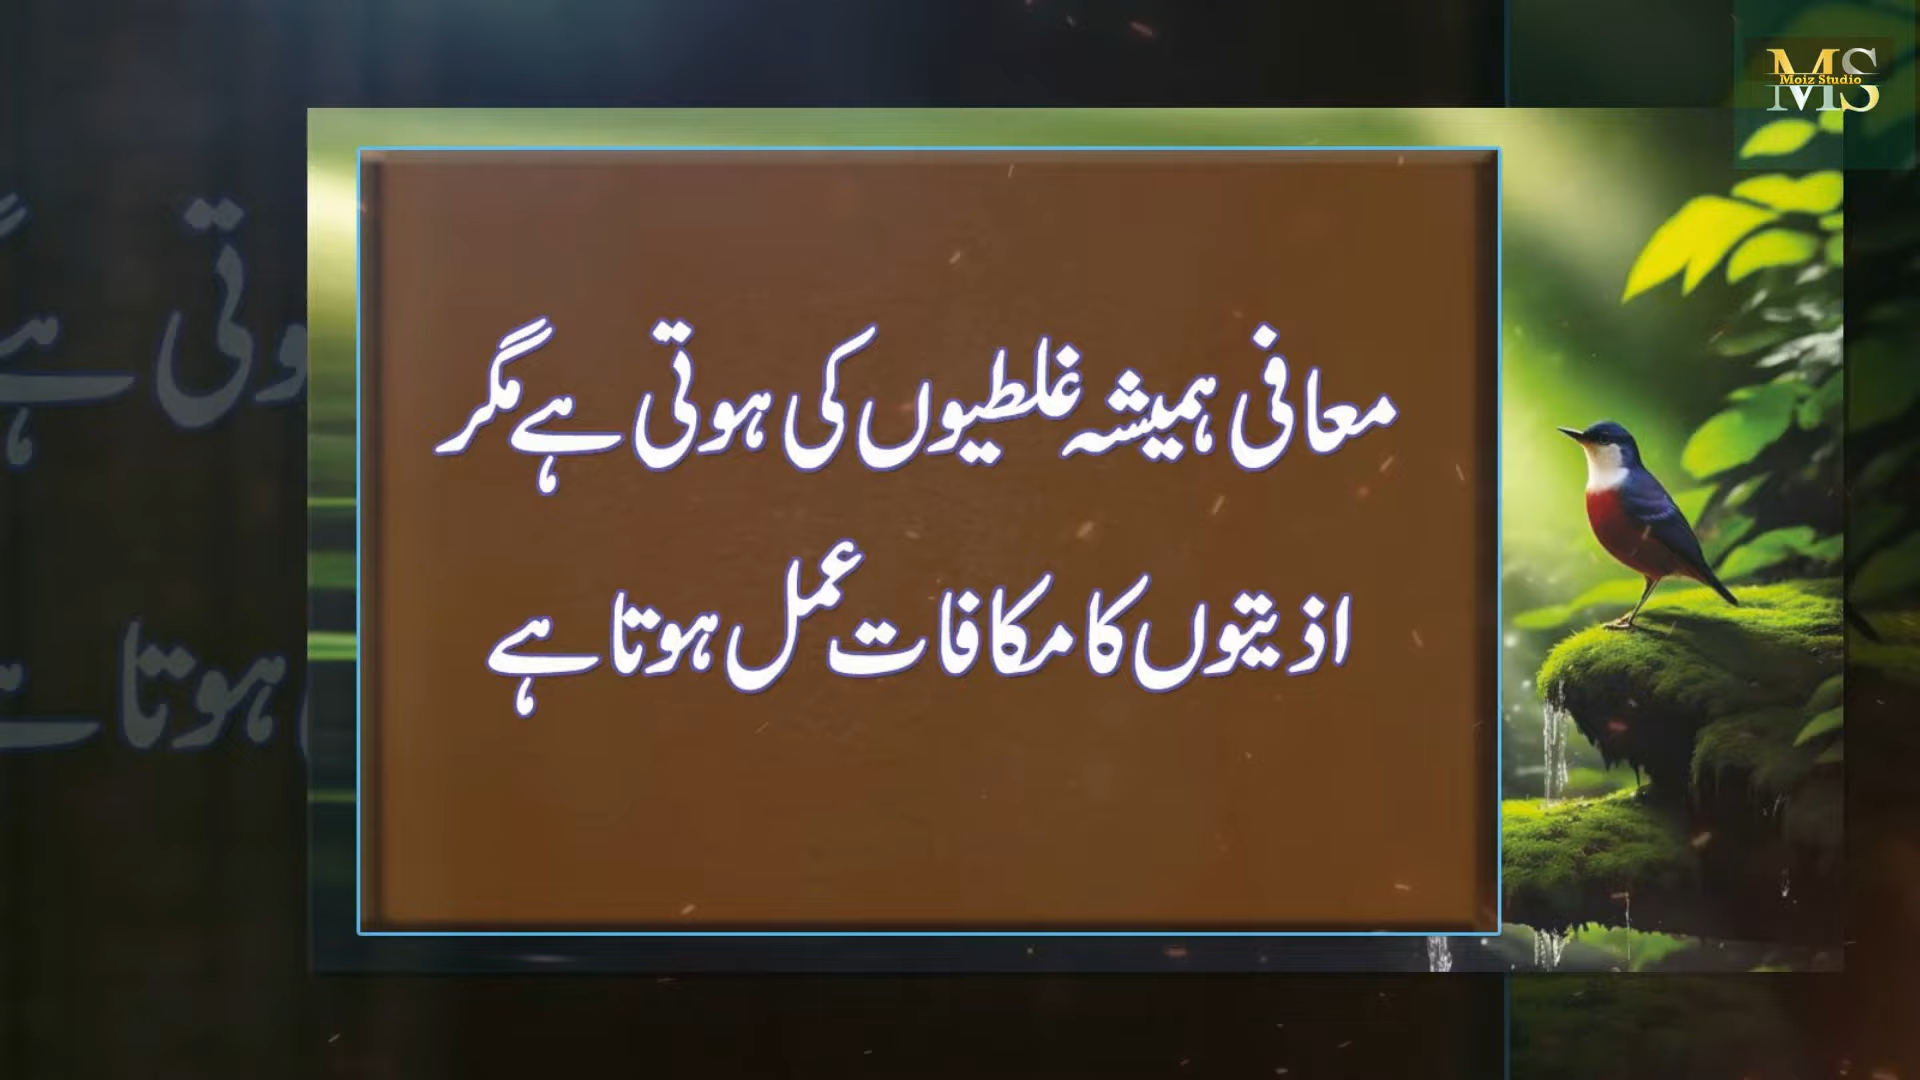 MS
Moiz Studio
معافی ہمیشہ غلطیوں کی ہوتی ہے مگر
اذیتوں کا مکافات عمل ہوتا ہے